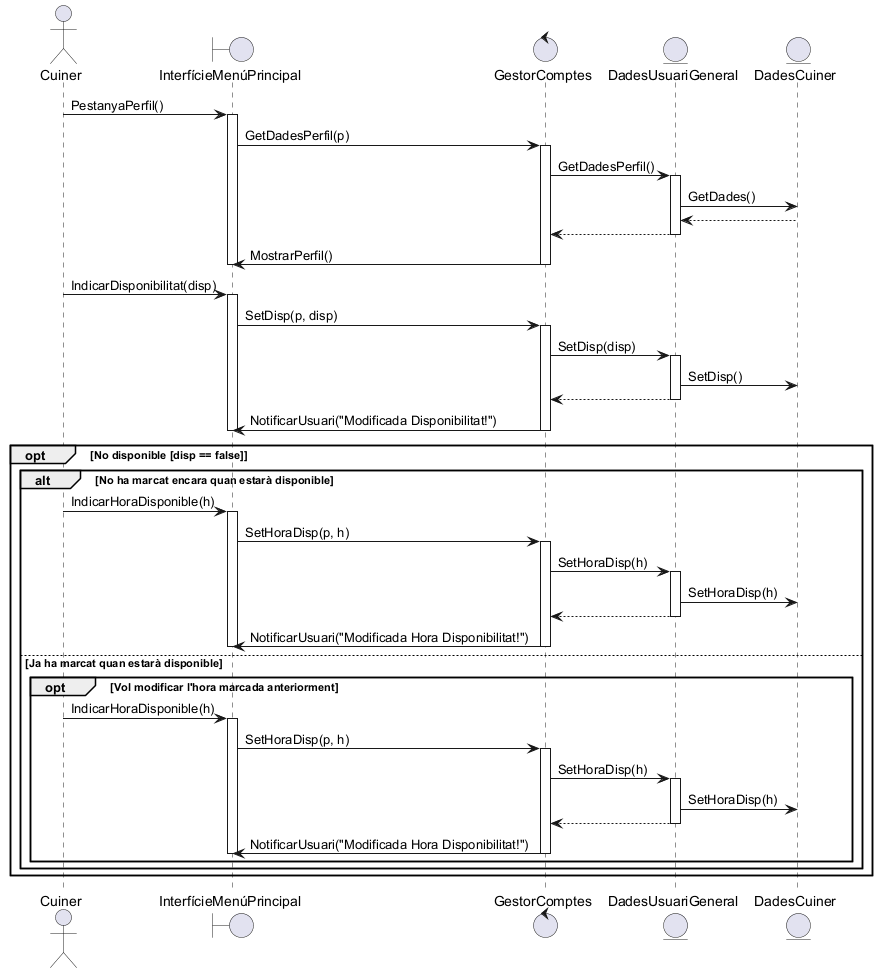 Cuiner
InterfícieMenúPrincipal
GestorComptes
DadesUsuariGeneral
DadesCuiner
PestanyaPerfil()
GetDadesPerfil(p)
GetDadesPerfil()
GetDades()
MostrarPerfil()
IndicarDisponibilitat(disp)
SetDisp(p, disp)
SetDisp(disp)
SetDisp()
NotificarUsuari("Modificada Disponibilitat!")
opt [No disponible [disp == false]]
alt [No ha marcat encara quan estarà disponible]
IndicarHoraDisponible(h)
SetHoraDisp(p, h)
SetHoraDisp(h)
SetHoraDisp(h)
NotificarUsuari("Modificada Hora Disponibilitat!")
[Ja ha marcat quan estarà disponible]
opt [Vol modificar l'hora marcada anteriorment]
IndicarHoraDisponible(h)
SetHoraDisp(p, h)
SetHoraDisp(h)
SetHoraDisp(h)
NotificarUsuari("Modificada Hora Disponibilitat!")
Cuiner
InterfícieMenúPrincipal
GestorComptes
DadesUsuariGeneral
DadesCuiner